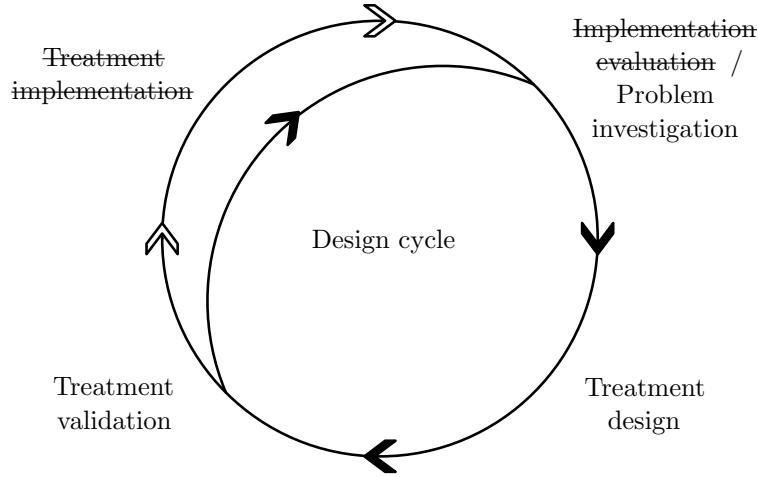 Treatment
implementation
Implementation
evaluation /
Problem
investigation
Design cycle
Treatment
validation
Treatment
design